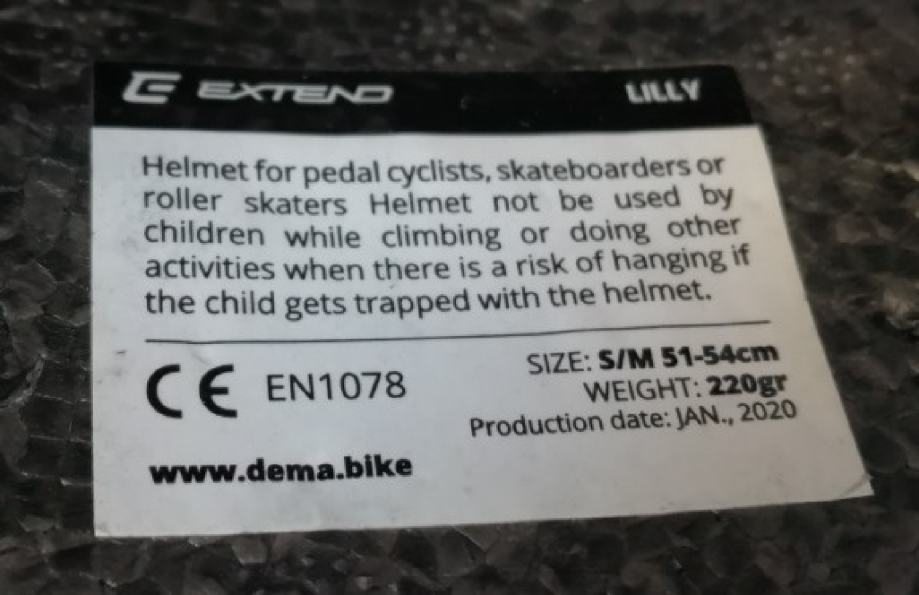 EXTEND LILLY
Helmet for pedal cyclists, skateboarders or
roller skaters Helmet not be used by
children while climbing or doing other
activities when there is a risk of hanging if
the child gets trapped with the helmet.
CE EN1078
SIZE: S/M 51-54cm
WEIGHT: 220gr
Production date: JAN., 2020
www.dema.bike